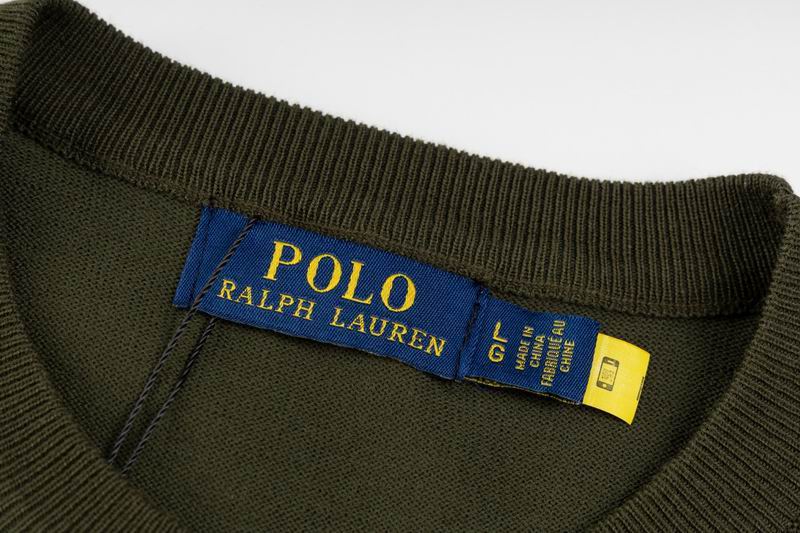 POLO
RALPH LAUREN
L
G
MADE IN
CHINA
FABRIQUÉ AU
CHINE